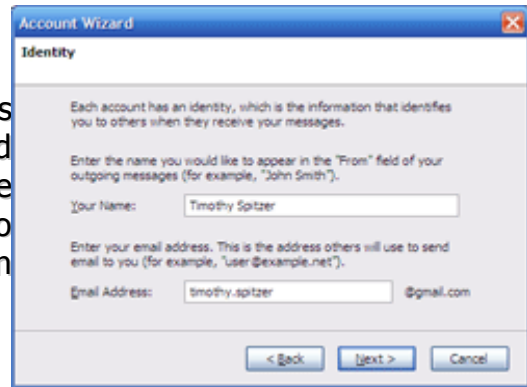 Account Wizard
Identity
Each account has an identity, which is the information that identifies
you to others when they receive your messages.
Enter the name you would like to appear in the "From" field of your
outgoing messages (for example, "John Smith").
Your Name: Timothy Spitzer
Enter your email address. This is the address others will use to send
email to you (for example, "user@example.net").
Email Address: timothy.spitzer @gmail.com
< Back Next > Cancel
s
d
e
o
n